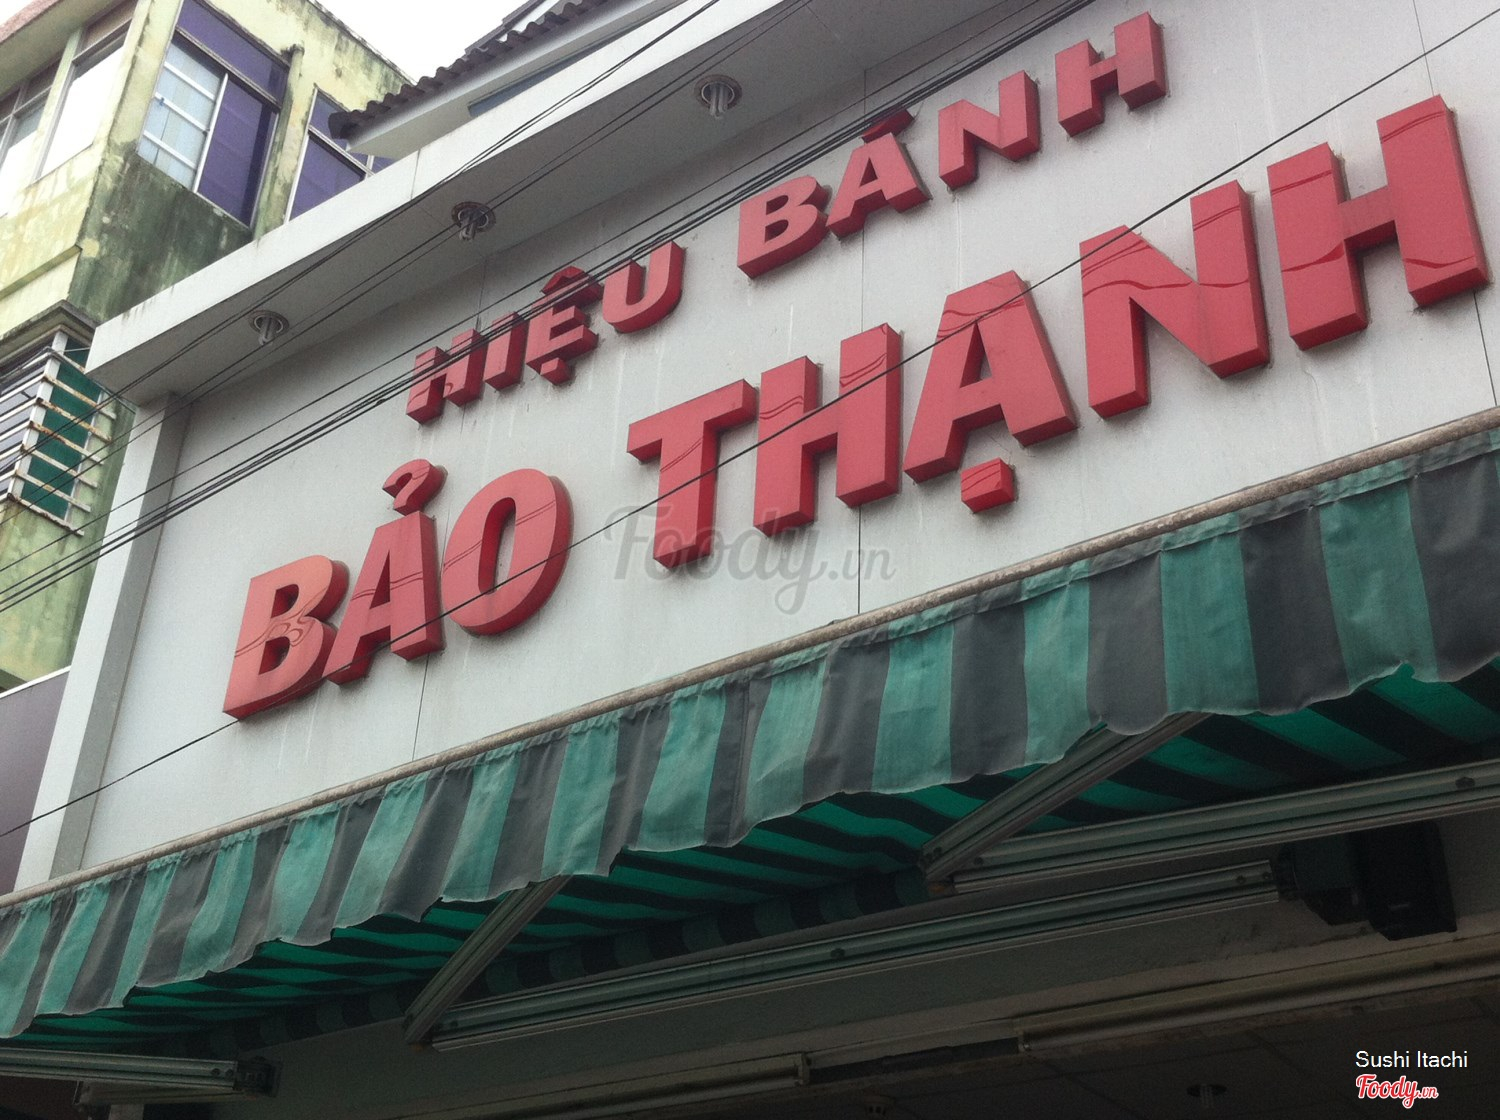 HIỆU BÁNH
BẢO THẠNH
Foody.vn
Sushi Itachi
Foody.vn